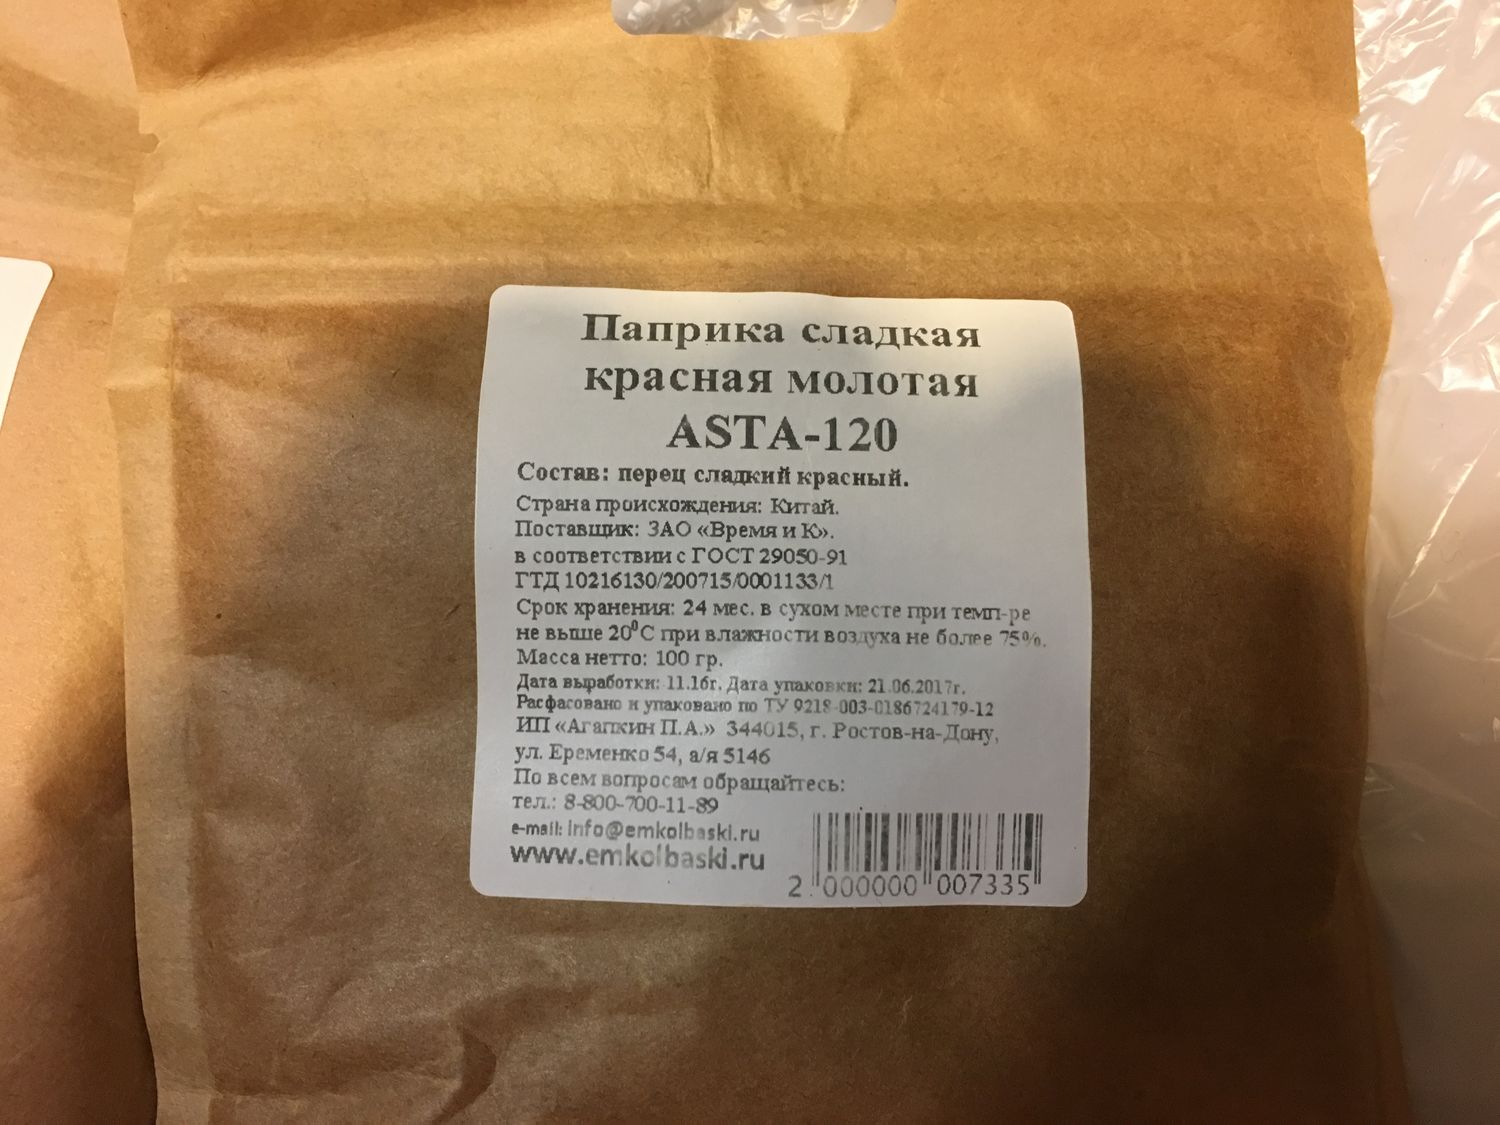 Паприка сладкая
красная молотая
ASTA-120
Состав: перец сладкий красный.
Страна происхождения: Китай.
Поставщик: ЗАО «Время и К».
в соответствии с ГОСТ 29050-91
ГТД 10216130/200715/0001133/1
Срок хранения: 24 мес. в сухом месте при темп-ре
не выше 20⁰С при влажности воздуха не более 75%.
Масса нетто: 100 гр.
Дата выработки: 11.16г. Дата упаковки: 21.06.2017г.
Расфасовано и упаковано по ТУ 9218-003-0186724179-12
ИП «Агапкин П.А.» 344015, г. Ростов-на-Дону,
ул. Еременко 54, а/я 5146
По всем вопросам обращайтесь:
тел.: 8-800-700-11-89
e-mail: info@emkolbaski.ru
www.emkolbaski.ru
2 000000 007335